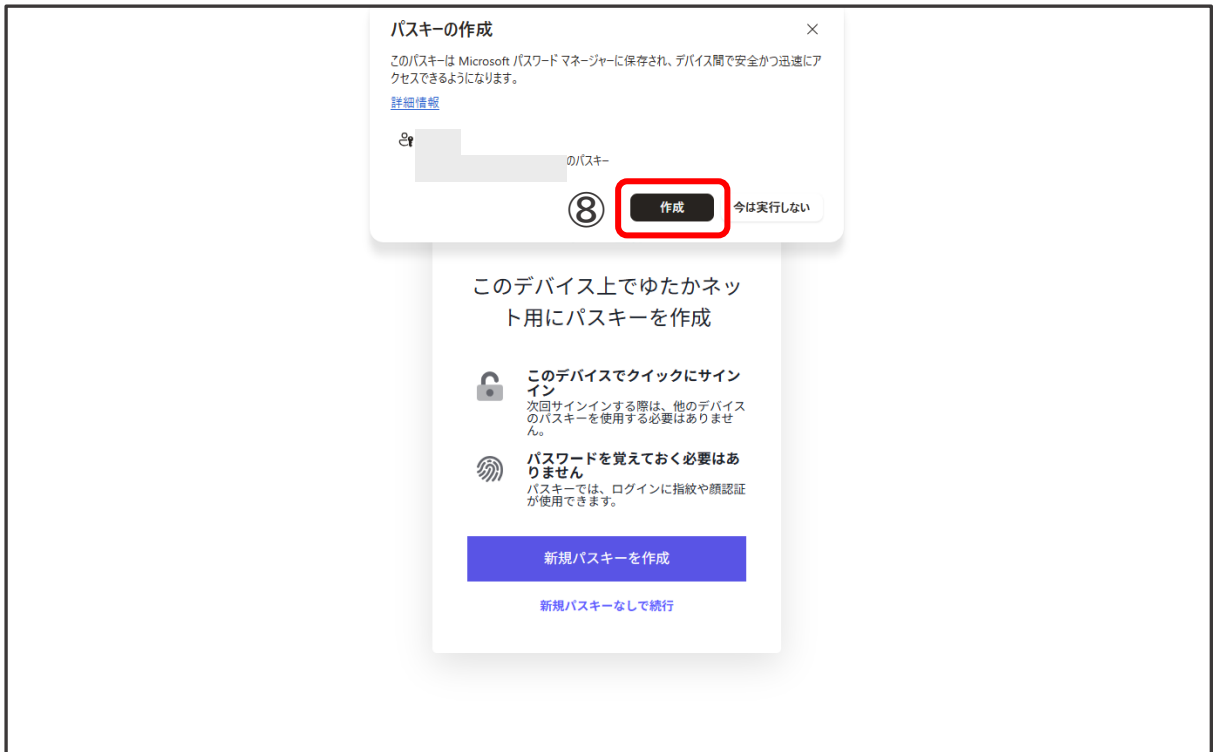 パスキーの作成
このパスキーは Microsoft パスワード マネージャーに保存され、デバイス間で安全かつ迅速にア
クセスできるようになります。
詳細情報
のパスキー
⑧
作成
今は実行しない
このデバイス上でゆたかネッ
ト用にパスキーを作成
このデバイスでクイックにサイン
イン
次回サインインする際は、他のデバイス
のパスキーを使用する必要はありませ
ん。
パスワードを覚えておく必要はあ
りません
パスキーでは、ログインに指紋や顔認証
が使用できます。
新規パスキーを作成
新規パスキーなしで続行